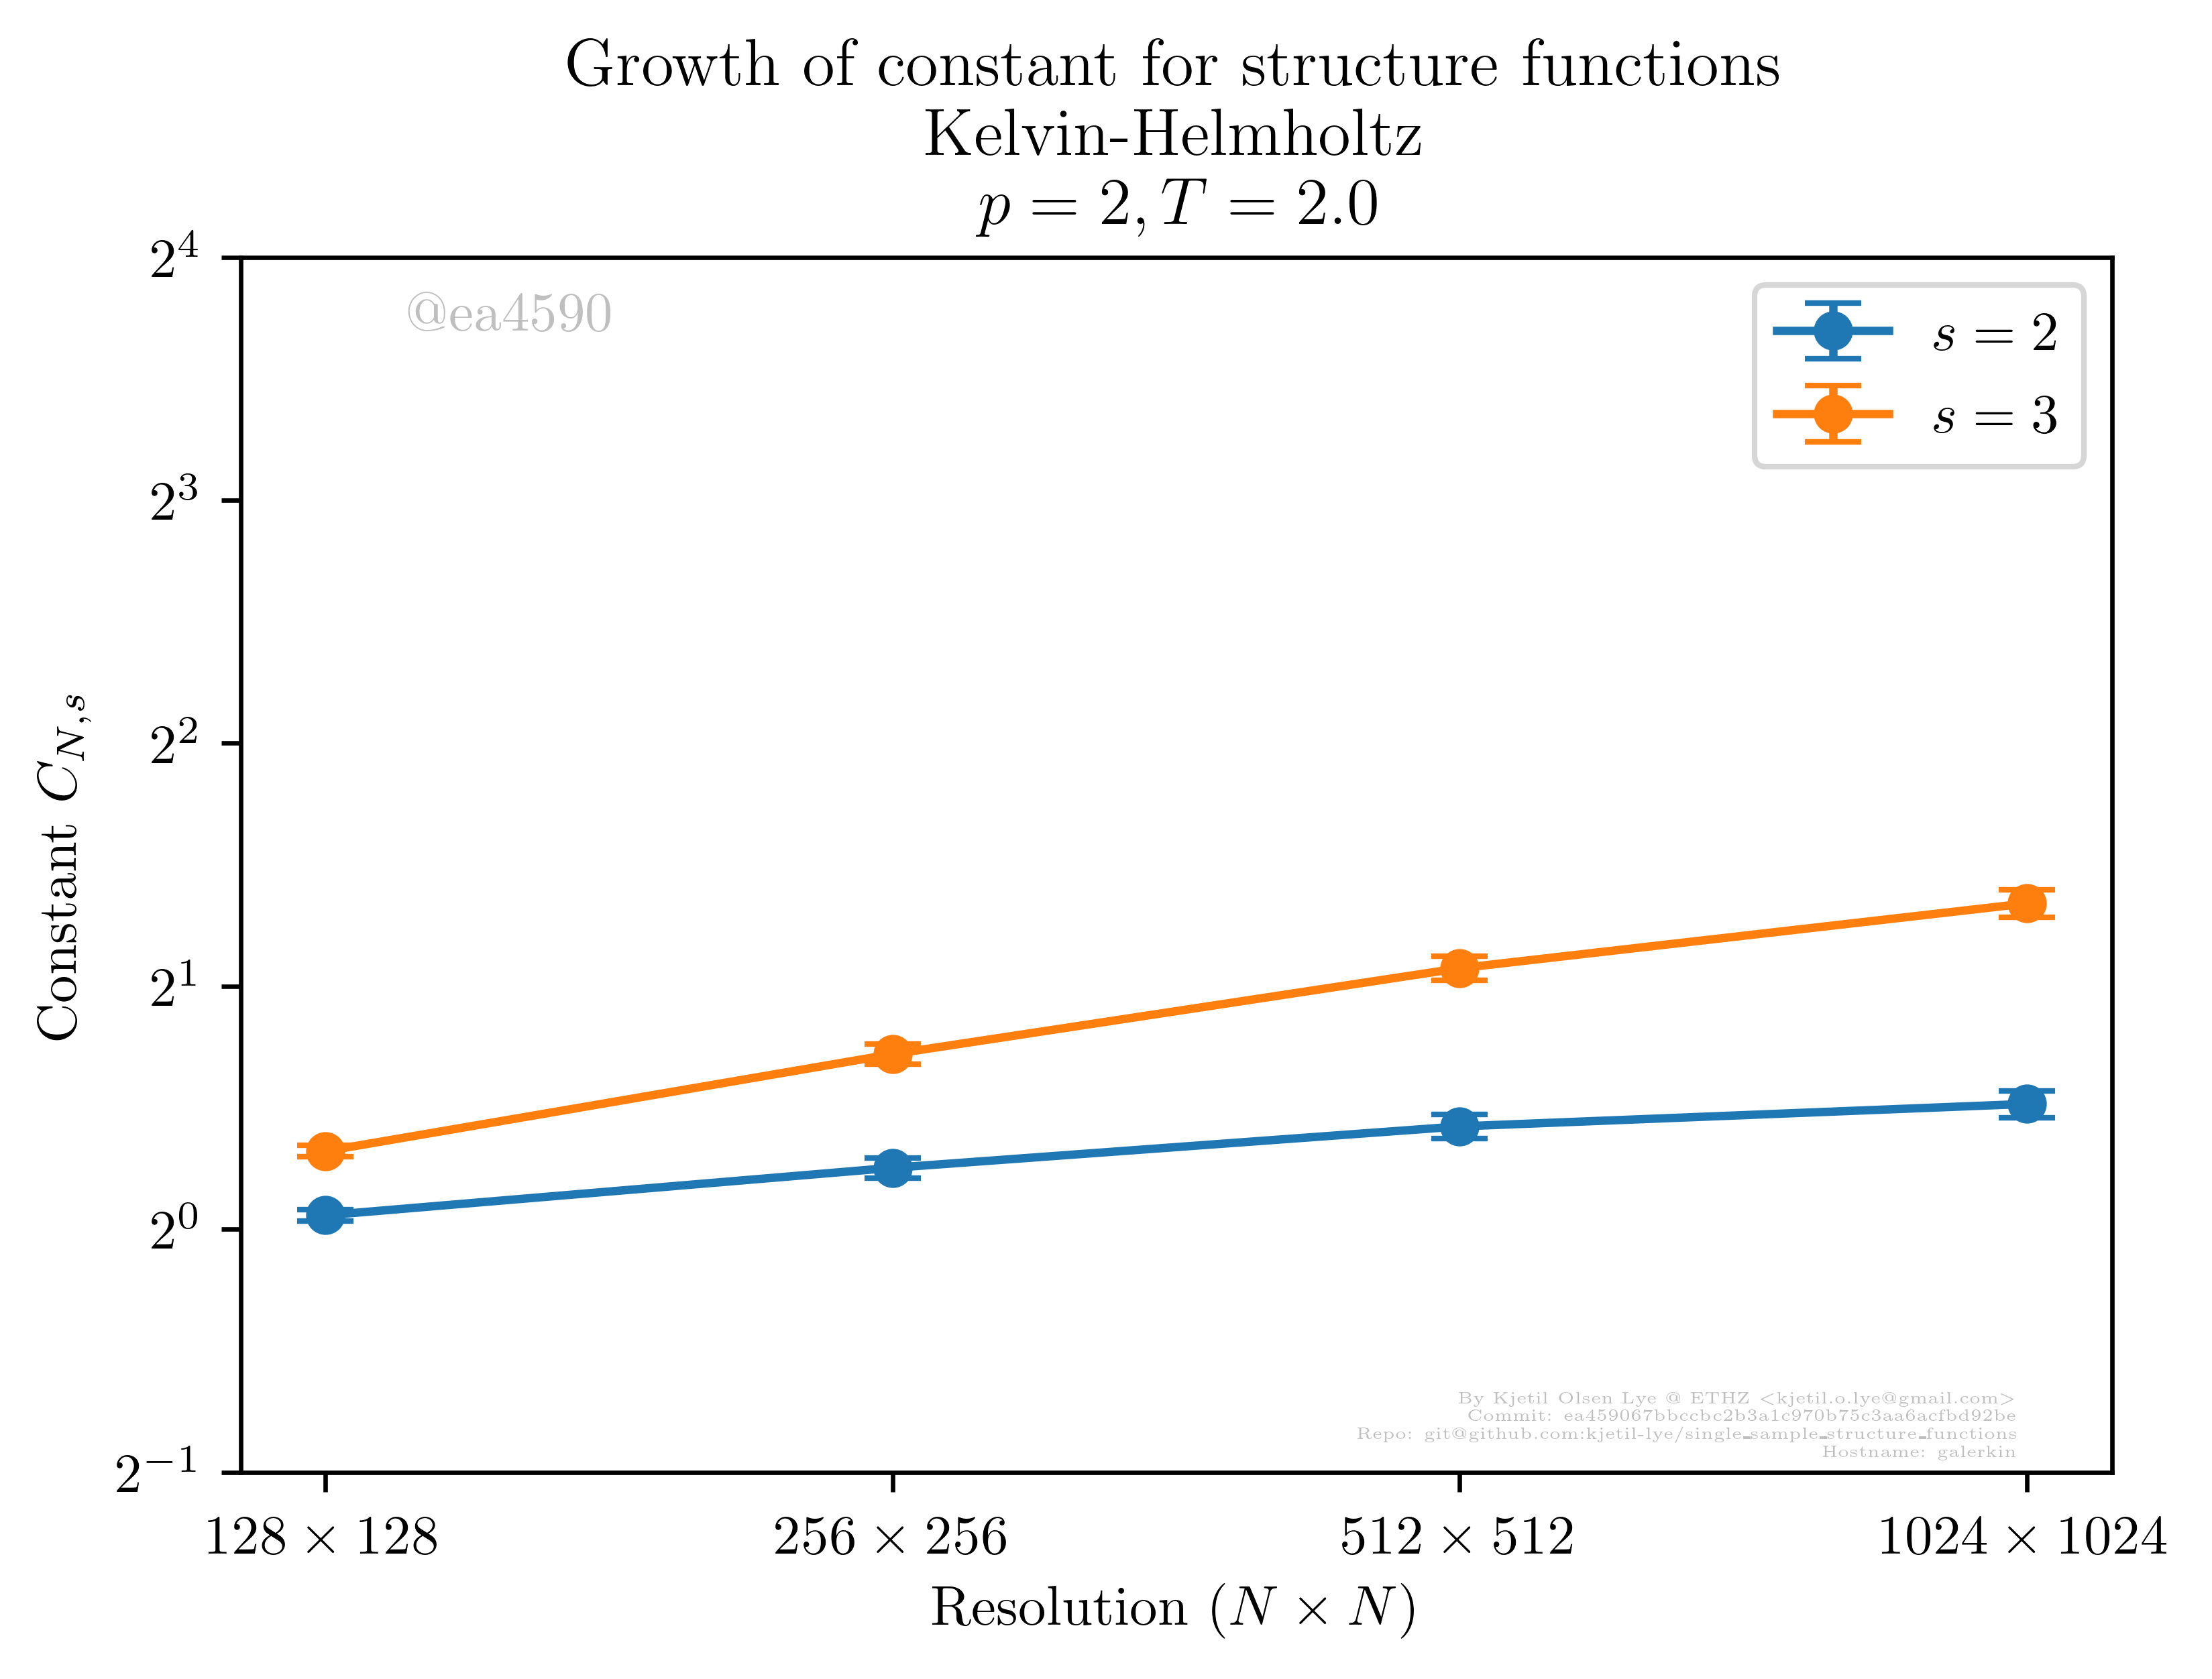 Growth of constant for structure functions
Kelvin-Helmholtz
p = 2, T = 2.0
2^4
2^3
2^2
2^1
2^0
2^−1
Constant C_{N,s}
@ea4590
s = 2
s = 3
By Kjetil Olsen Lye @ ETHZ <kjetil.o.lye@gmail.com>
Commit: ea459067bbccbc2b3a1c970b75c3aa6acfbd92be
Repo: git@github.com:kjetil-lye/single_sample_structure_functions
Hostname: galerkin
128 × 128
256 × 256
512 × 512
1024 × 1024
Resolution (N × N)